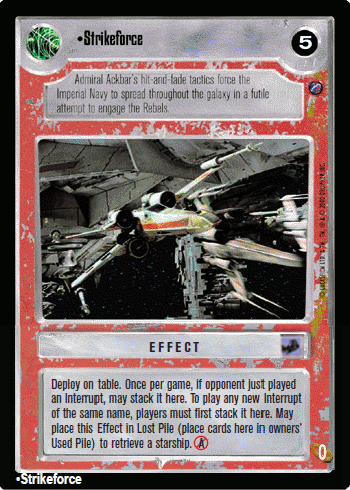 •Strikeforce
5
Admiral Ackbar's hit-and-fade tactics force the
Imperial Navy to spread throughout the galaxy in a futile
attempt to engage the Rebels.
EFFECT
Deploy on table. Once per game, if opponent just played
an Interrupt, may stack it here. To play any new Interrupt
of the same name, players must first stack it here. May
place this Effect in Lost Pile (place cards here in owners'
Used Pile) to retrieve a starship. A
0
•Strikeforce